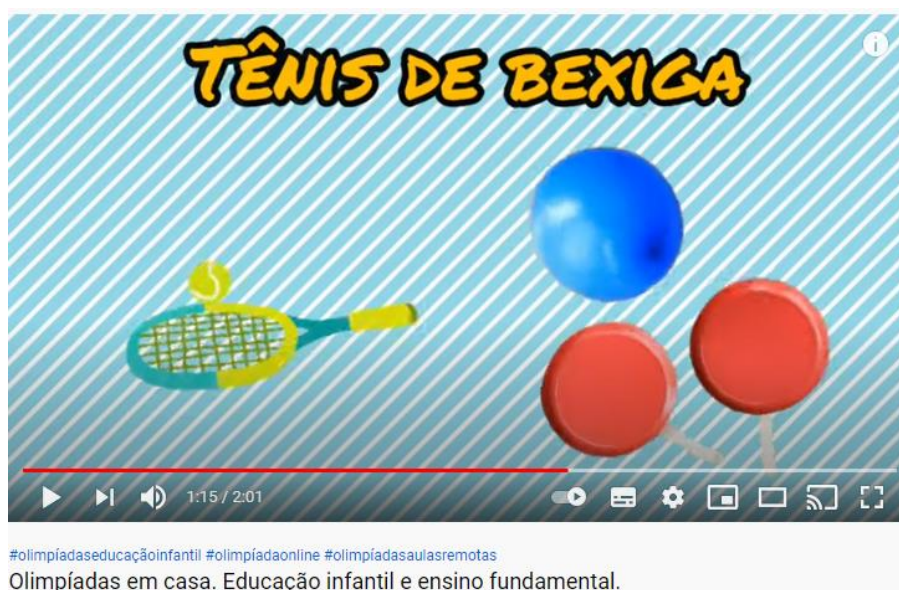 TÊNIS DE BEXIGA
1:15 / 2:01
#olimpíadaseducaçãoinfantil #olimpíadaonline #olimpíadasaulasremotas
Olimpíadas em casa. Educação infantil e ensino fundamental.